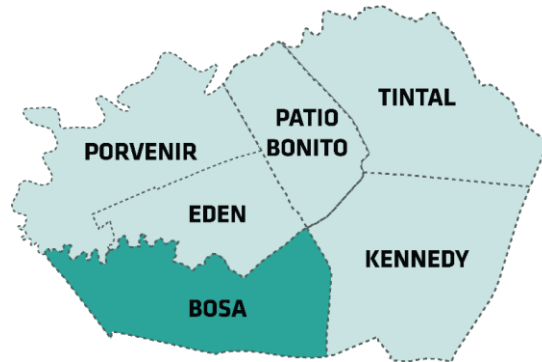 TINTAL
PATIO
BONITO
PORVENIR
EDEN
KENNEDY
BOSA